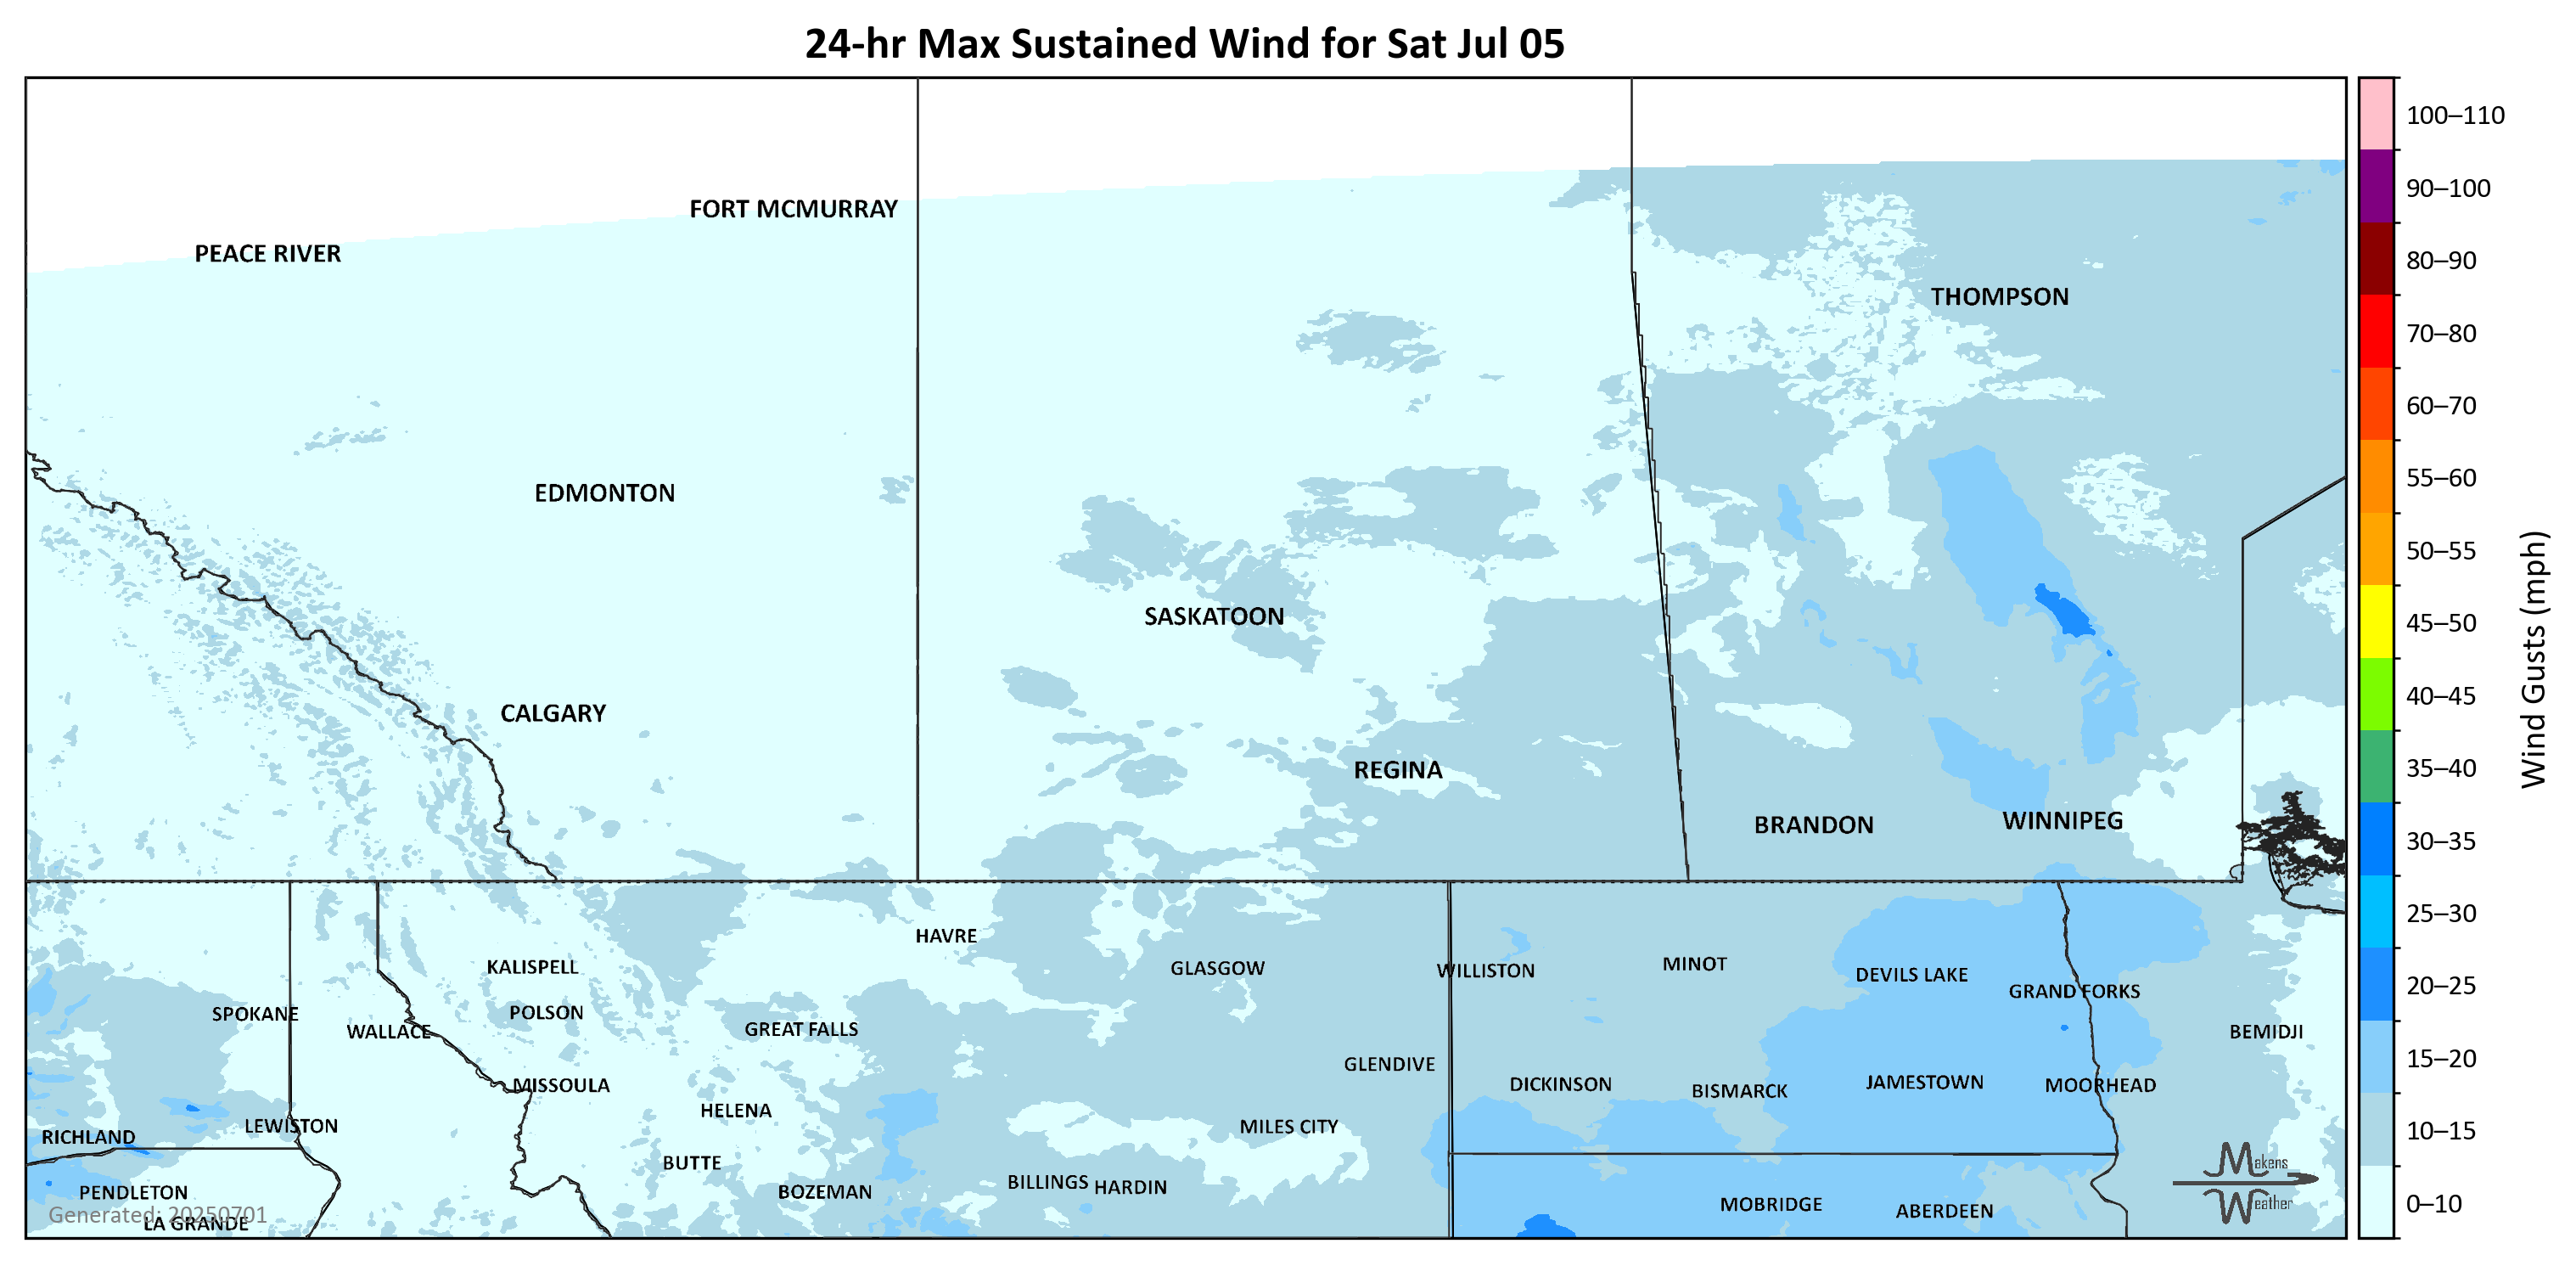 24-hr Max Sustained Wind for Sat Jul 05
100–110
90–100
80–90
70–80
60–70
55–60
50–55
45–50
40–45
35–40
30–35
25–30
20–25
15–20
10–15
0–10
Wind Gusts (mph)
FORT MCMURRAY
PEACE RIVER
THOMPSON
EDMONTON
SASKATOON
CALGARY
REGINA
BRANDON
WINNIPEG
HAVRE
KALISPELL
GLASGOW
WILLISTON
MINOT
DEVILS LAKE
GRAND FORKS
SPOKANE
POLSON
WALLACE
GREAT FALLS
BEMIDJI
GLENDIVE
MISSOULA
DICKINSON
BISMARCK
JAMESTOWN
MOORHEAD
HELENA
LEWISTON
MILES CITY
RICHLAND
BUTTE
BILLINGS
HARDIN
BOZEMAN
PENDLETON
MOBRIDGE
ABERDEEN
LA GRANDE
Generated: 20250701
Makens
Weather